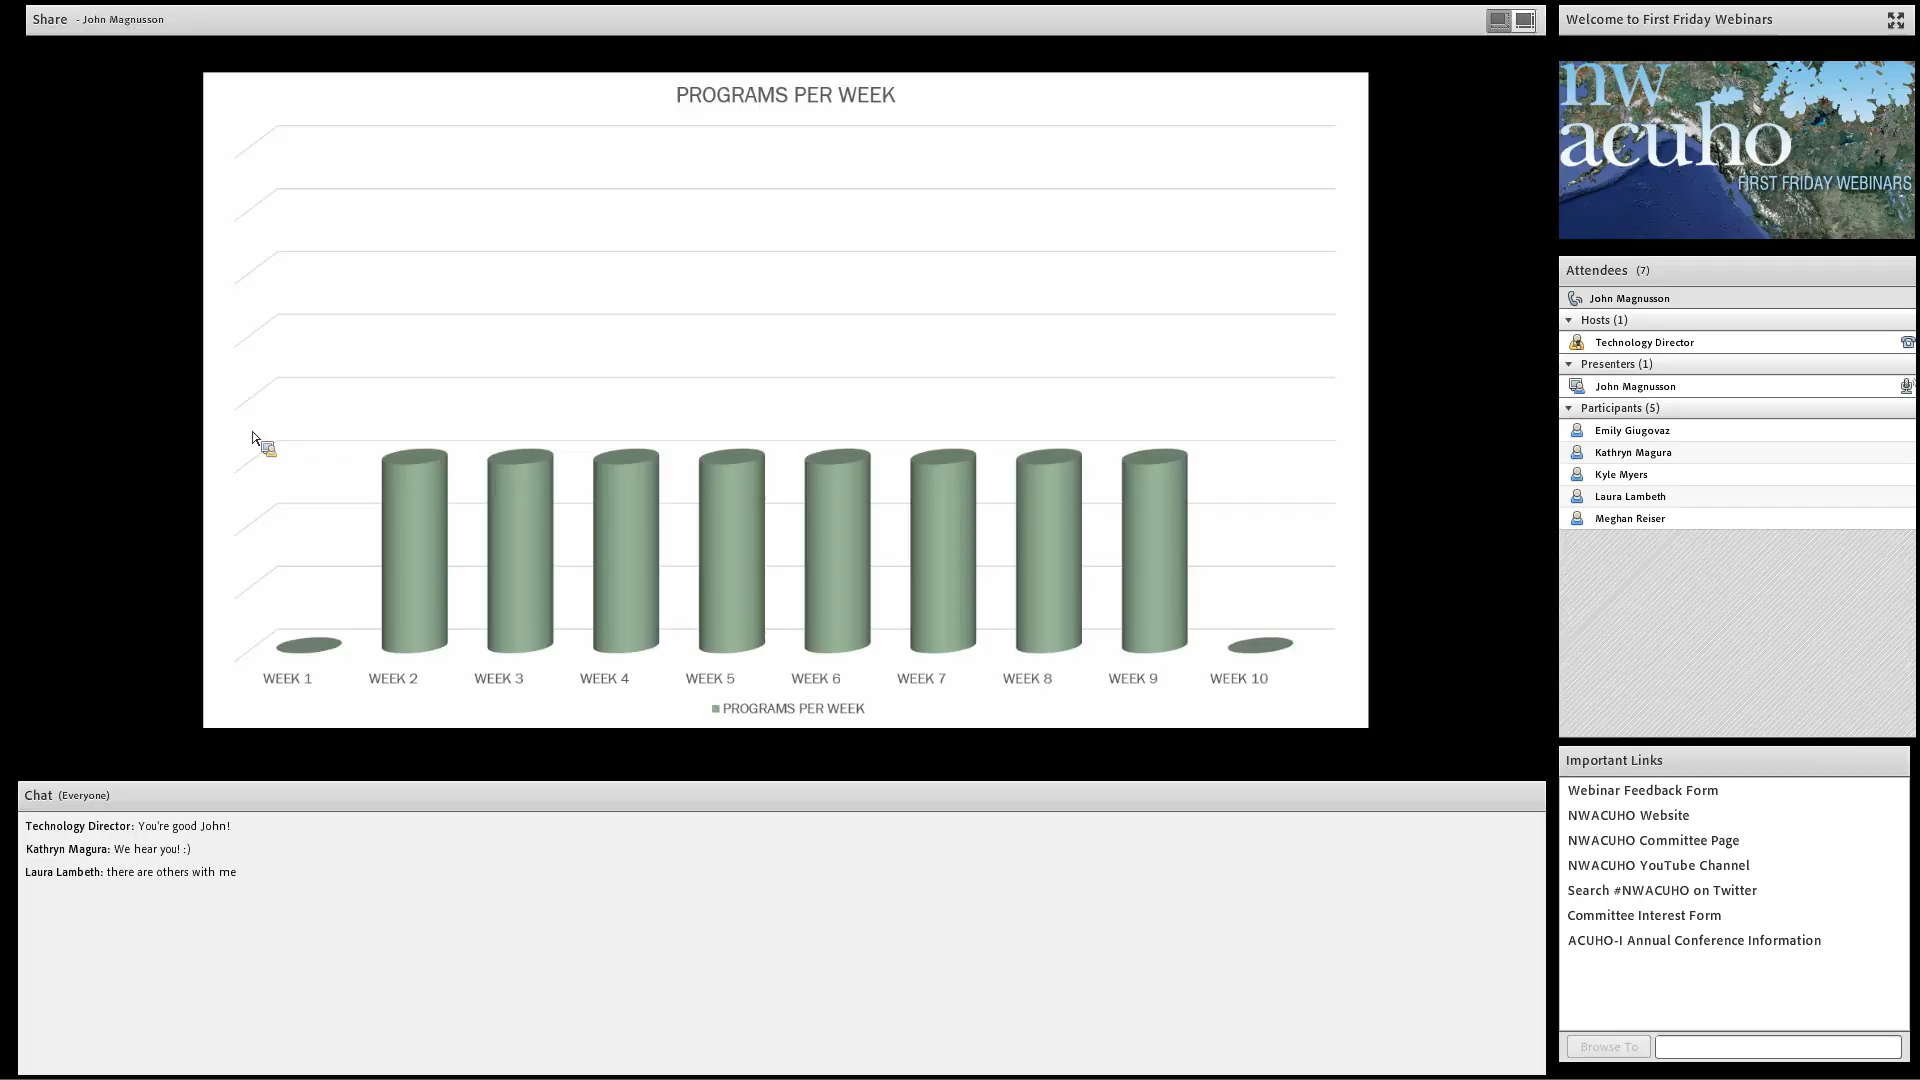 Share - John Magnusson
PROGRAMS PER WEEK
WEEK 1 WEEK 2 WEEK 3 WEEK 4 WEEK 5 WEEK 6 WEEK 7 WEEK 8 WEEK 9 WEEK 10
PROGRAMS PER WEEK
Chat (Everyone)
Technology Director: You're good John!
Kathryn Magura: We hear you! :)
Laura Lambeth: there are others with me
Welcome to First Friday Webinars
nw
acuho
FIRST FRIDAY WEBINARS
Attendees (7)
John Magnusson
Hosts (1)
Technology Director
Presenters (1)
John Magnusson
Participants (5)
Emily Giugovaz
Kathryn Magura
Kyle Myers
Laura Lambeth
Meghan Reiser
Important Links
Webinar Feedback Form
NWACUHO Website
NWACUHO Committee Page
NWACUHO YouTube Channel
Search #NWACUHO on Twitter
Committee Interest Form
ACUHO-I Annual Conference Information
Browse To